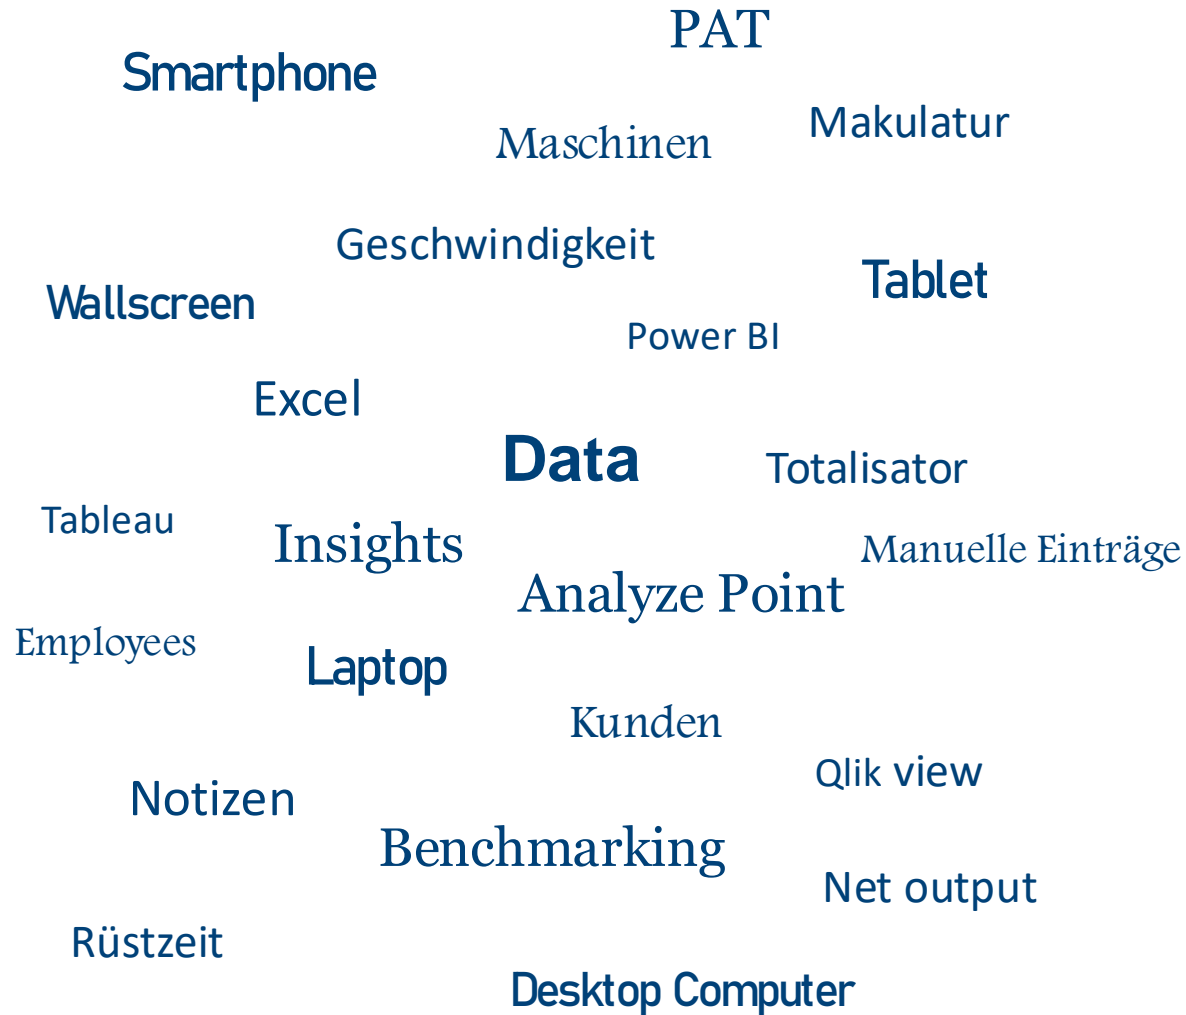 PAT
Smartphone
Makulatur
Maschinen
Geschwindigkeit
Tablet
Wallscreen
Power BI
Excel
Data
Totalisator
Tableau
Insights
Manuelle Einträge
Analyze Point
Employees
Laptop
Kunden
Qlik view
Notizen
Benchmarking
Net output
Rüstzeit
Desktop Computer